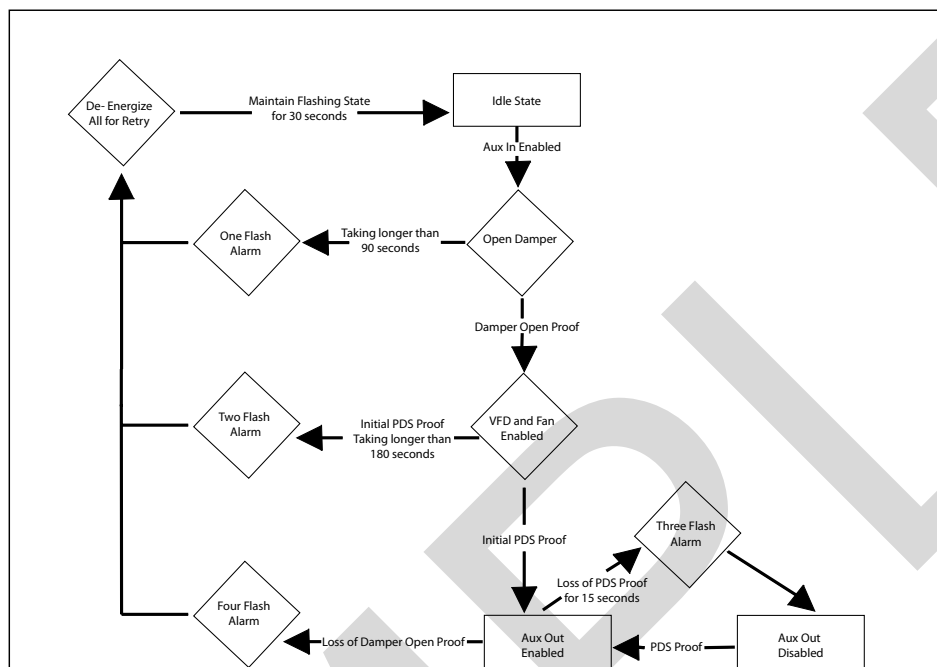 De- Energize
All for Retry
Maintain Flashing State
for 30 seconds
Idle State
Aux In Enabled
One Flash
Alarm
Taking longer than
90 seconds
Open Damper
Damper Open Proof
Two Flash
Alarm
Initial PDS Proof
Taking longer than
180 seconds
VFD and Fan
Enabled
Initial PDS Proof
Three Flash
Alarm
Loss of PDS Proof
for 15 seconds
Four Flash
Alarm
Loss of Damper Open Proof
Aux Out
Enabled
PDS Proof
Aux Out
Disabled